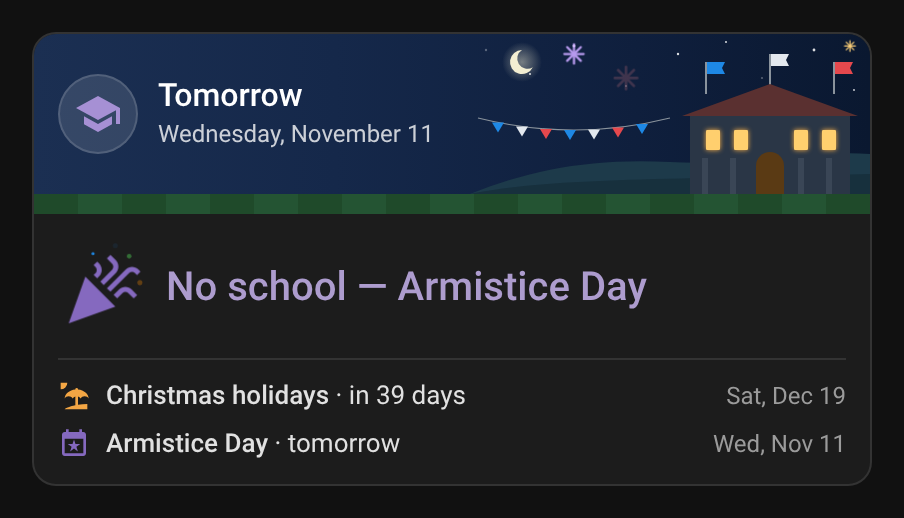 Tomorrow
Wednesday, November 11
No school — Armistice Day
Christmas holidays · in 39 days Sat, Dec 19
Armistice Day · tomorrow Wed, Nov 11